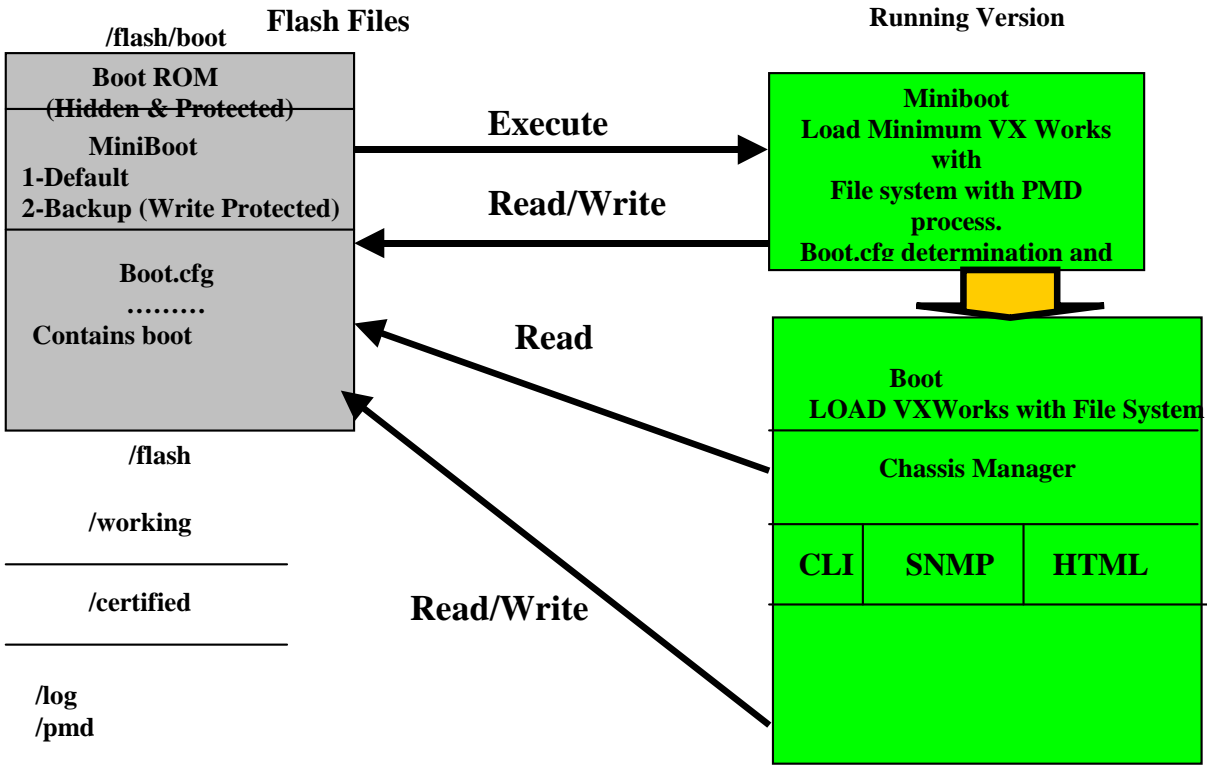 Flash Files
Running Version
/flash/boot
Boot ROM
(Hidden & Protected)
MiniBoot
1-Default
2-Backup (Write Protected)
Boot.cfg
………
Contains boot
/flash
/working
/certified
/log
/pmd
Execute
Read/Write
Read
Read/Write
Miniboot
Load Minimum VX Works
with
File system with PMD
process.
Boot.cfg determination and
Boot
LOAD VXWorks with File System
Chassis Manager
CLI
SNMP
HTML